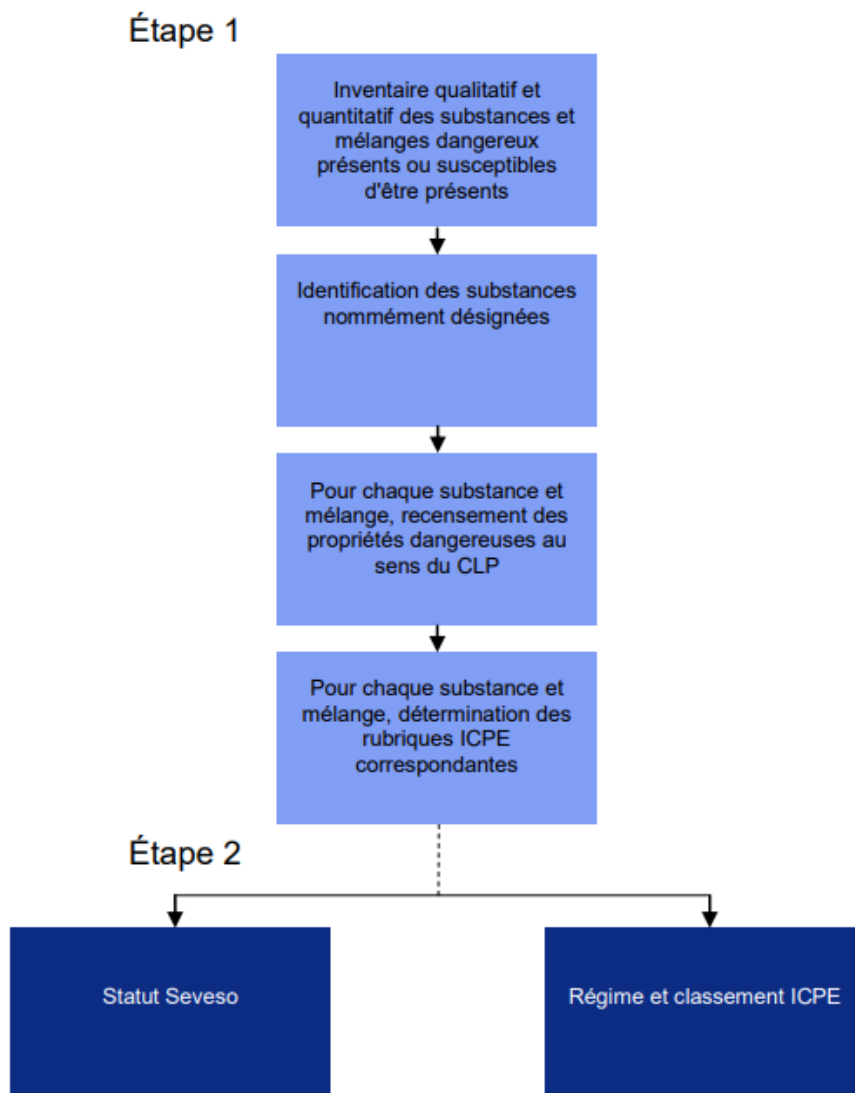 Étape 1
Inventaire qualitatif et
quantitatif des substances et
mélanges dangereux
présents ou susceptibles
d'être présents
Identification des substances
nommément désignées
Pour chaque substance et
mélange, recensement des
propriétés dangereuses au
sens du CLP
Pour chaque substance et
mélange, détermination des
rubriques ICPE
correspondantes
Étape 2
Statut Seveso
Régime et classement ICPE